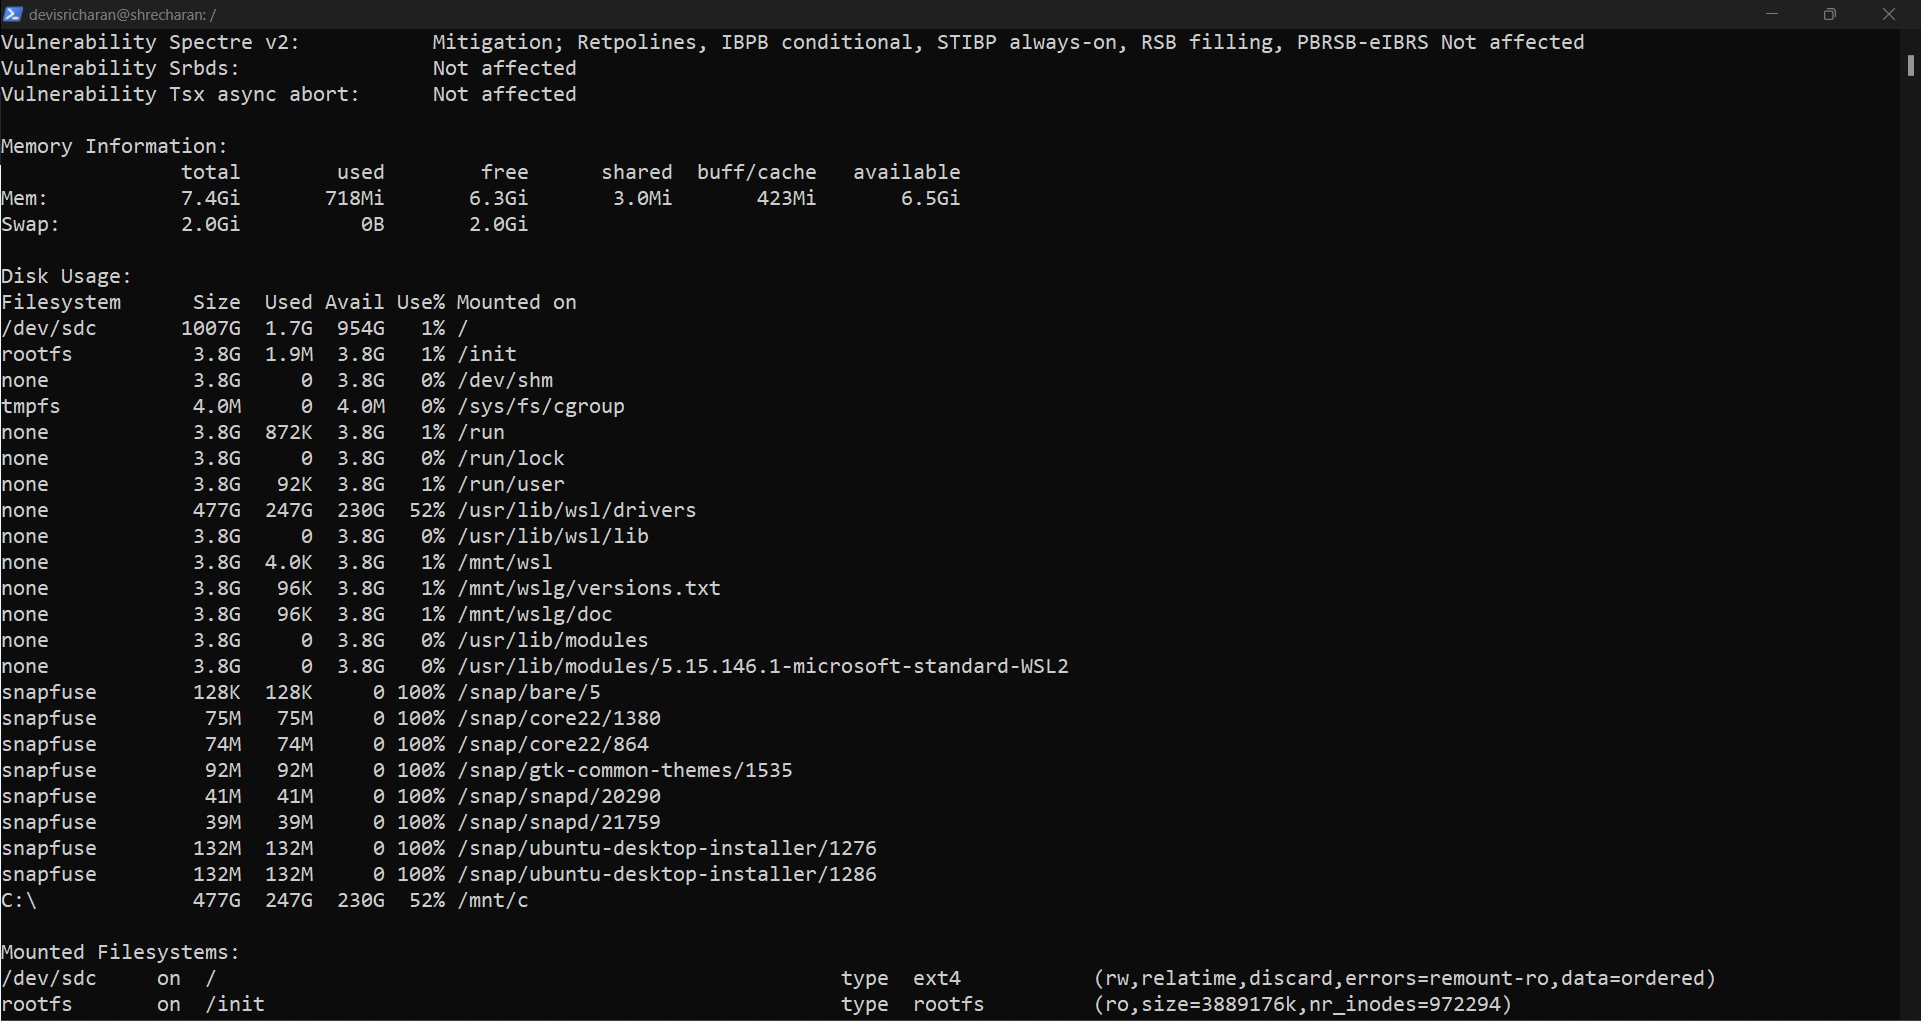 devisricharan@shrecharan: /
Vulnerability Spectre v2:           Mitigation; Retpolines, IBPB conditional, STIBP always-on, RSB filling, PBRSB-eIBRS Not affected
Vulnerability Srbds:                Not affected
Vulnerability Tsx async abort:      Not affected
Memory Information:
               total        used        free      shared  buff/cache   available
Mem:           7.4Gi       718Mi       6.3Gi       3.0Mi       423Mi       6.5Gi
Swap:          2.0Gi          0B       2.0Gi
Disk Usage:
Filesystem      Size  Used Avail Use% Mounted on
/dev/sdc       1007G  1.7G  954G   1% /
rootfs          3.8G  1.9M  3.8G   1% /init
none            3.8G     0  3.8G   0% /dev/shm
tmpfs           4.0M     0  4.0M   0% /sys/fs/cgroup
none            3.8G  872K  3.8G   1% /run
none            3.8G     0  3.8G   0% /run/lock
none            3.8G   92K  3.8G   1% /run/user
none            477G  247G  230G  52% /usr/lib/wsl/drivers
none            3.8G     0  3.8G   0% /usr/lib/wsl/lib
none            3.8G  4.0K  3.8G   1% /mnt/wsl
none            3.8G   96K  3.8G   1% /mnt/wslg/versions.txt
none            3.8G   96K  3.8G   1% /mnt/wslg/doc
none            3.8G     0  3.8G   0% /usr/lib/modules
none            3.8G     0  3.8G   0% /usr/lib/modules/5.15.146.1-microsoft-standard-WSL2
snapfuse        128K  128K     0 100% /snap/bare/5
snapfuse         75M   75M     0 100% /snap/core22/1380
snapfuse         74M   74M     0 100% /snap/core22/864
snapfuse         92M   92M     0 100% /snap/gtk-common-themes/1535
snapfuse         41M   41M     0 100% /snap/snapd/20290
snapfuse         39M   39M     0 100% /snap/snapd/21759
snapfuse        132M  132M     0 100% /snap/ubuntu-desktop-installer/1276
snapfuse        132M  132M     0 100% /snap/ubuntu-desktop-installer/1286
C:\             477G  247G  230G  52% /mnt/c
Mounted Filesystems:
/dev/sdc     on  /                                                    type  ext4           (rw,relatime,discard,errors=remount-ro,data=ordered)
rootfs       on  /init                                                type  rootfs         (ro,size=3889176k,nr_inodes=972294)